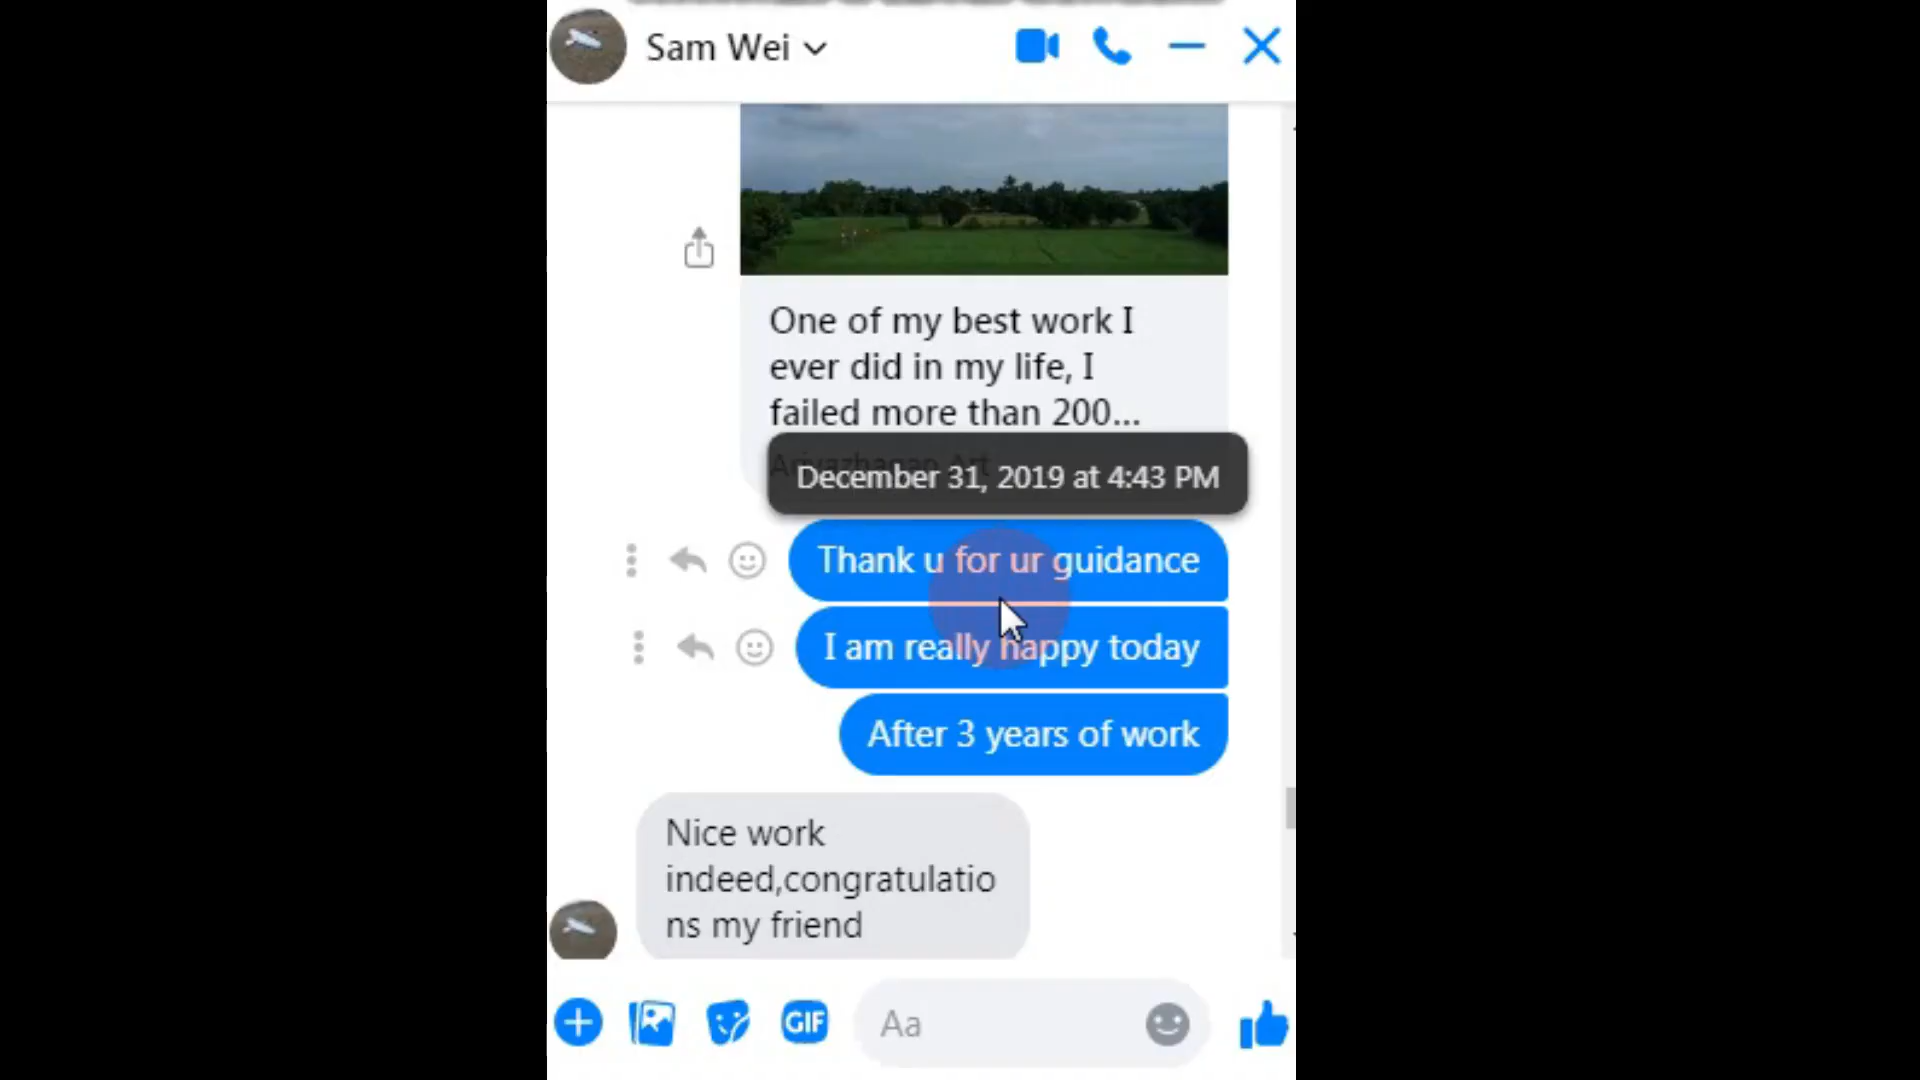 Sam Wei
One of my best work I
ever did in my life, I
failed more than 200...
December 31, 2019 at 4:43 PM
Thank u for ur guidance
I am really happy today
After 3 years of work
Nice work
indeed,congratulatio
ns my friend
GIF
Aa